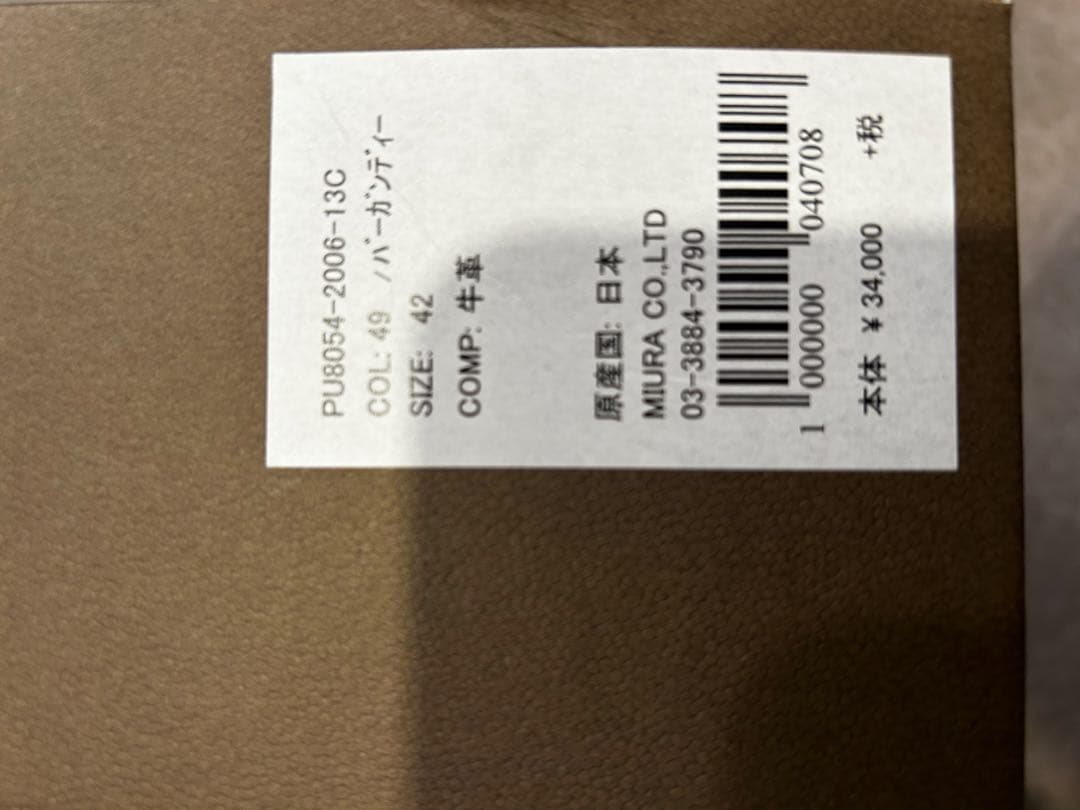 PU8054-2006-13C
COL: 49 /バーガンディー
SIZE: 42
COMP: 牛革
原産国: 日本
MIURA CO.,LTD
03-3884-3790
1 000000 040708
本体 ¥34,000 +税